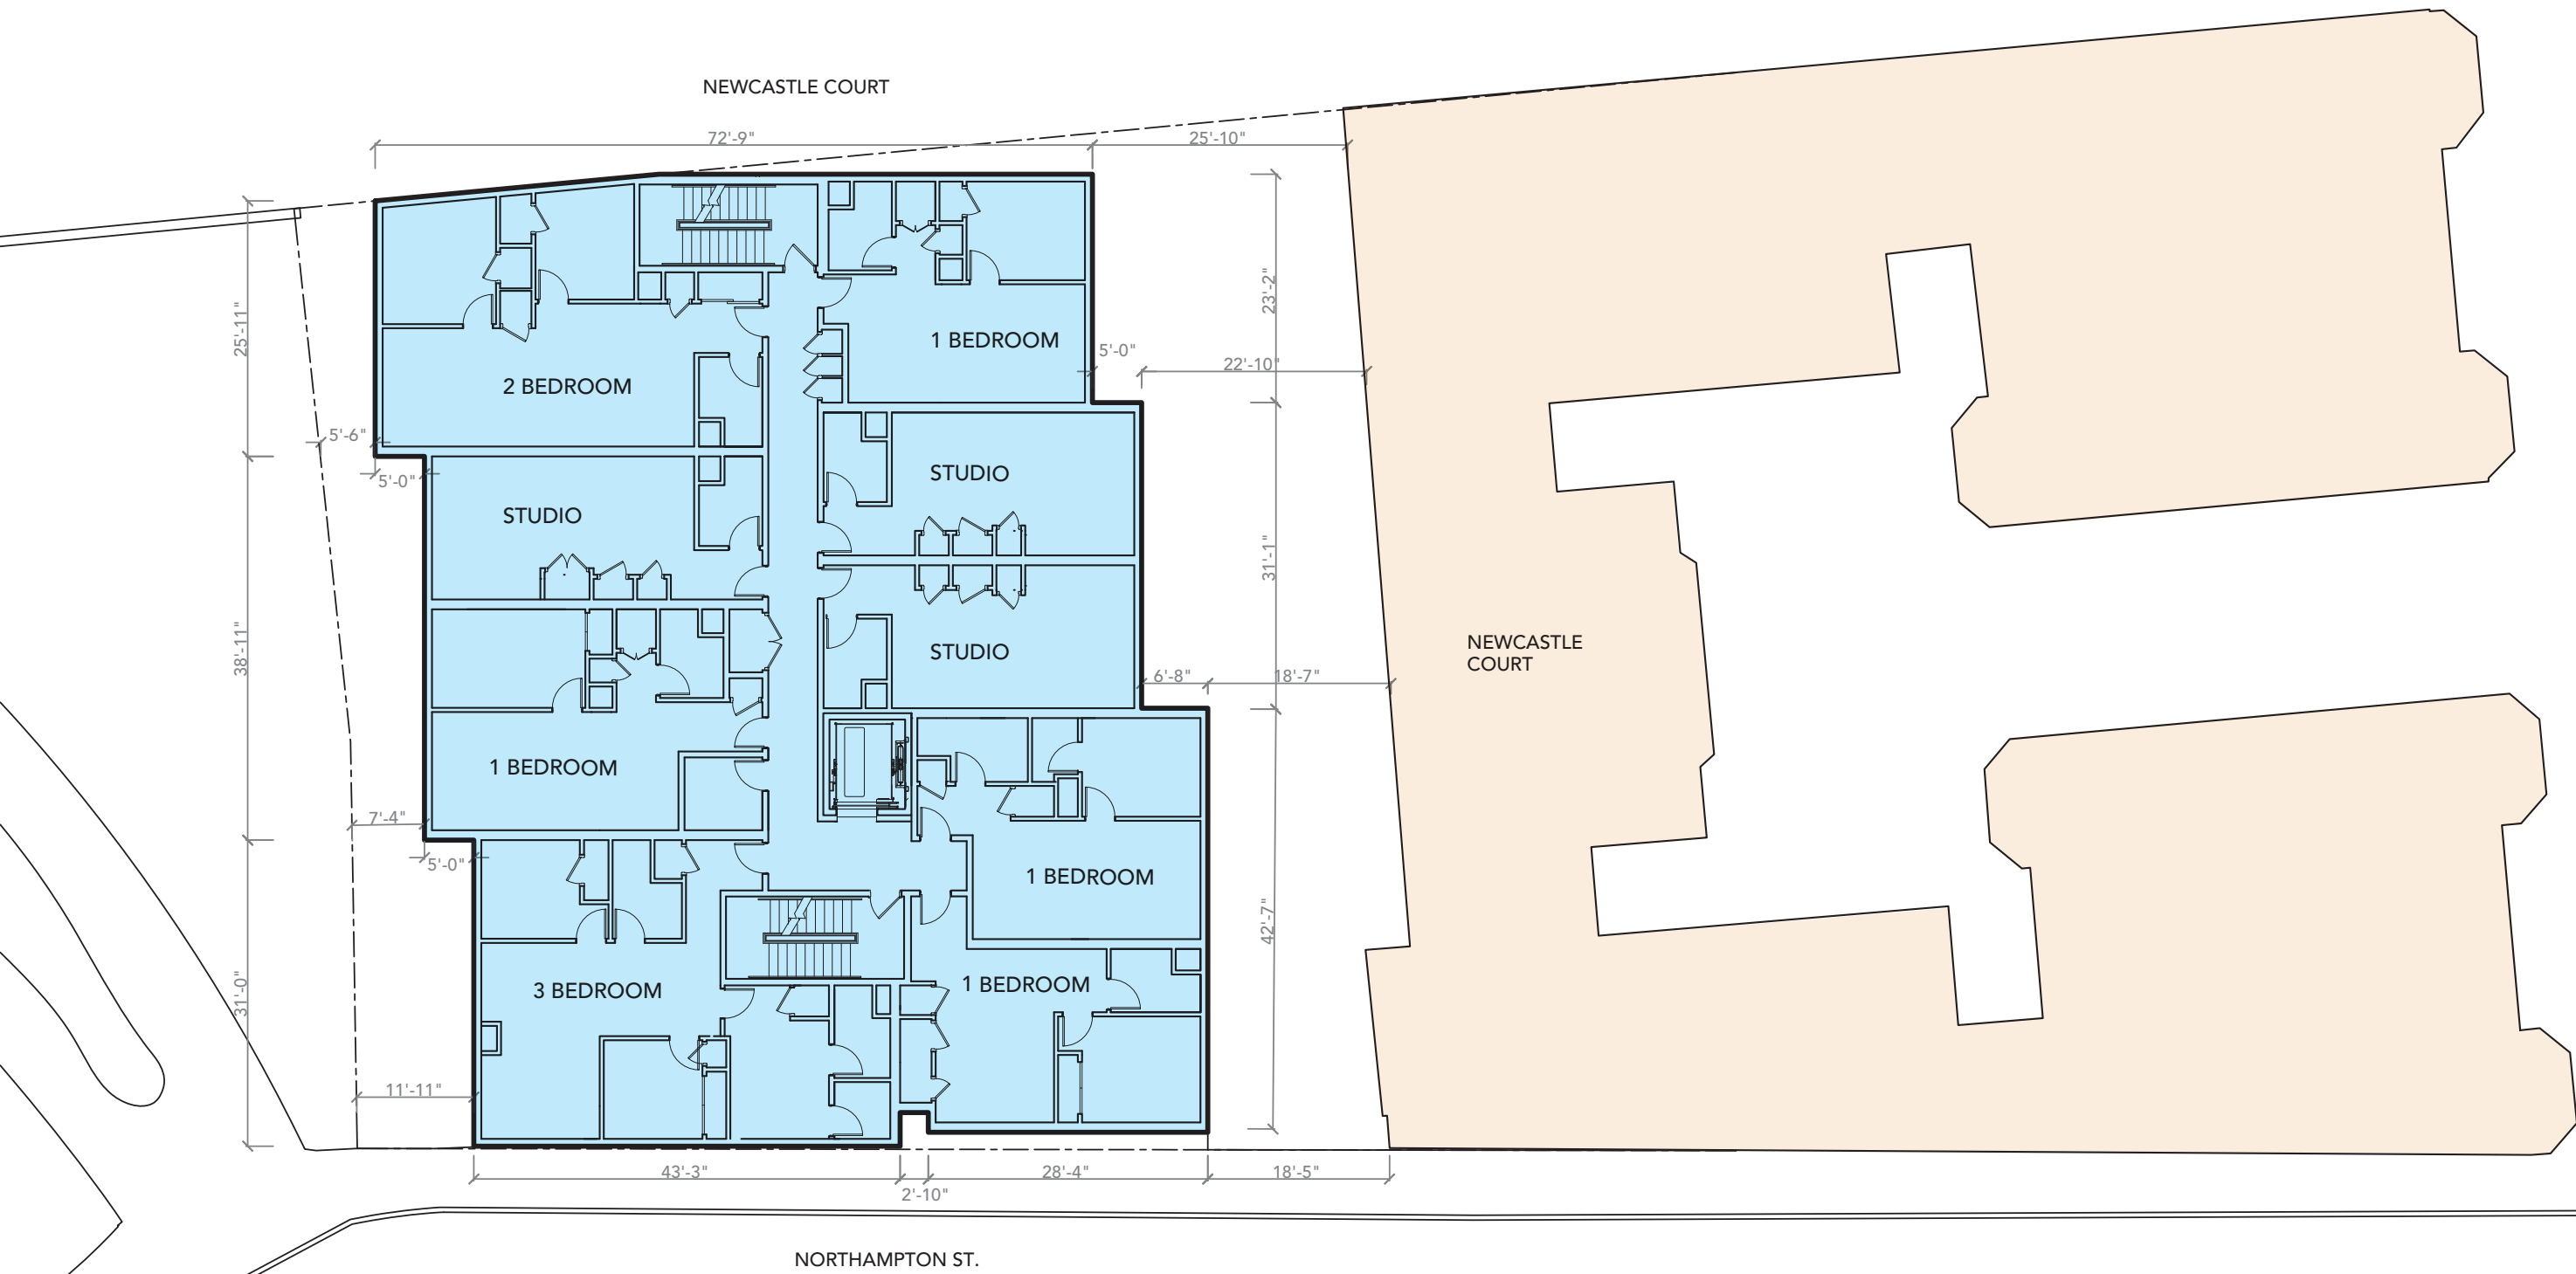 NEWCASTLE COURT
72'-9"
25'-10"
25'-11"
23'-2"
1 BEDROOM
5'-0"
22'-10"
2 BEDROOM
5'-6"
5'-0"
STUDIO
STUDIO
31'-1"
38'-11"
STUDIO
NEWCASTLE
COURT
6'-8"
18'-7"
1 BEDROOM
7'-4"
5'-0"
1 BEDROOM
42'-7"
3 BEDROOM
1 BEDROOM
31'-0"
11'-11"
43'-3"
2'-10"
28'-4"
18'-5"
NORTHAMPTON ST.